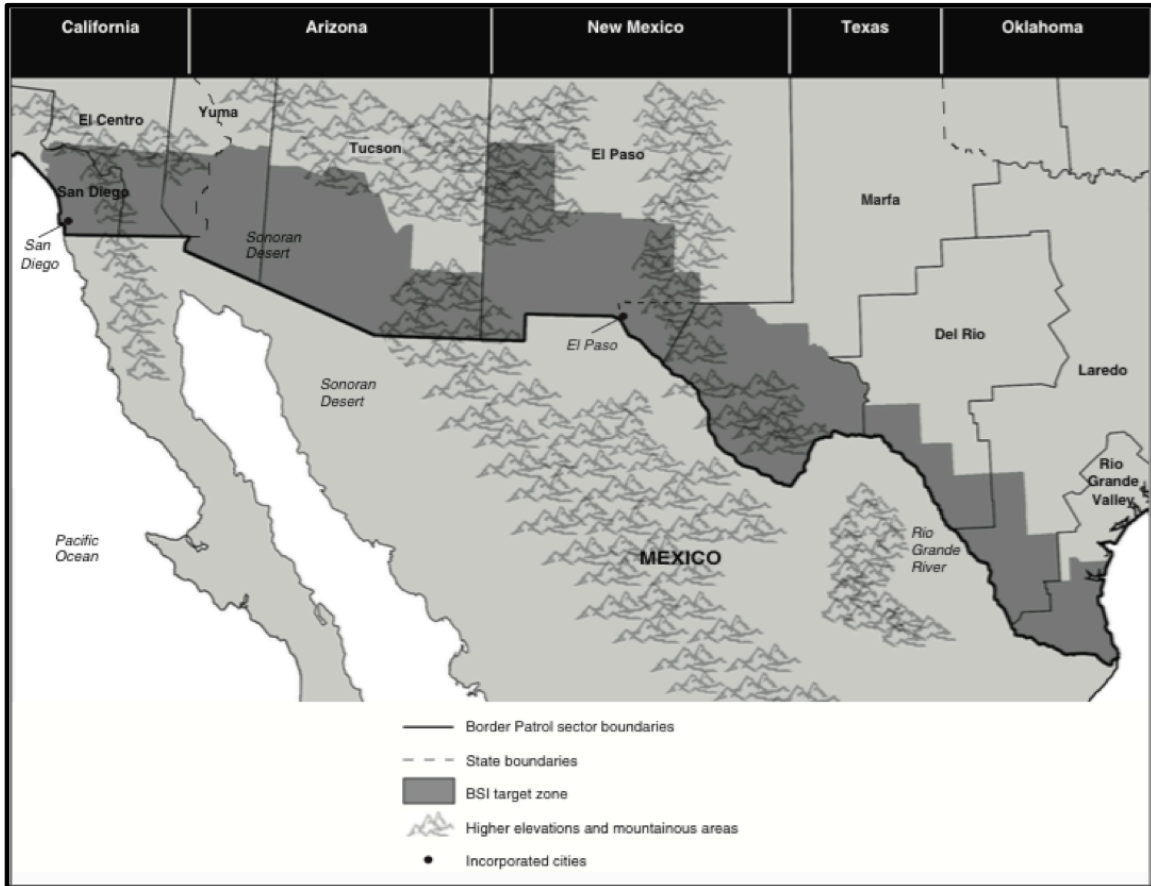 California
Arizona
New Mexico
Texas
Oklahoma
El Centro
Yuma
Tucson
El Paso
San Diego
Marfa
San
Diego
Sonoran
Desert
El Paso
Del Rio
Sonoran
Desert
Laredo
Rio
Grande
Valley
Pacific
Ocean
MEXICO
Rio
Grande
River
Border Patrol sector boundaries
State boundaries
BSI target zone
Higher elevations and mountainous areas
Incorporated cities